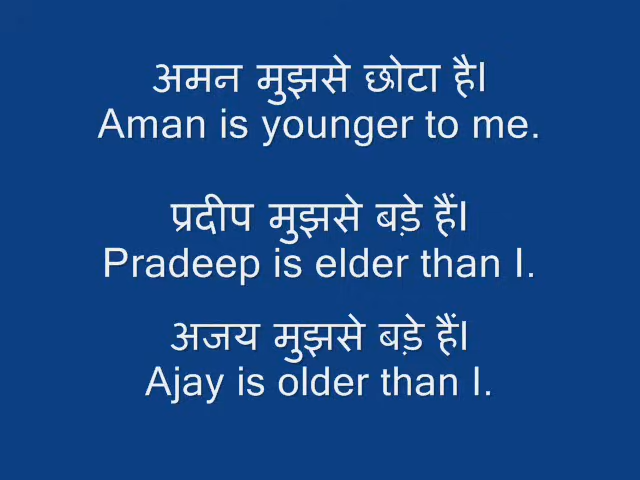 अमन मुझसे छोटा है।
Aman is younger to me.
प्रदीप मुझसे बड़े हैं।
Pradeep is elder than I.
अजय मुझसे बड़े हैं।
Ajay is older than I.